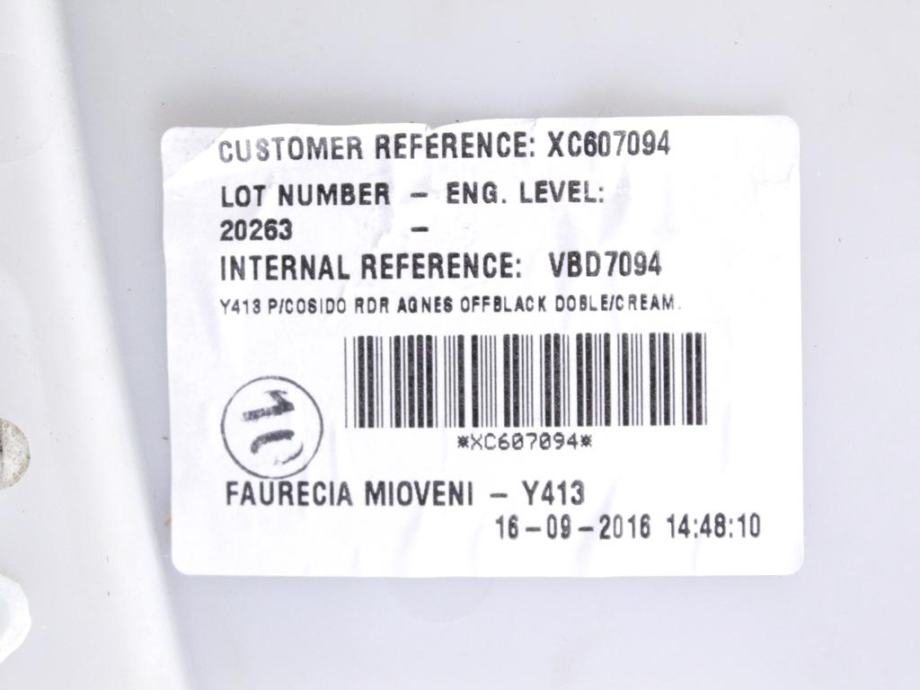 CUSTOMER REFERENCE: XC607094
LOT NUMBER - ENG. LEVEL:
20263 -
INTERNAL REFERENCE: VBD7094
Y413 P/COSIDO RDR AGNES OFFBLACK DOBLE/CREAM.
10
*XC607094*
FAURECIA MIOVENI - Y413
16-09-2016 14:48:10